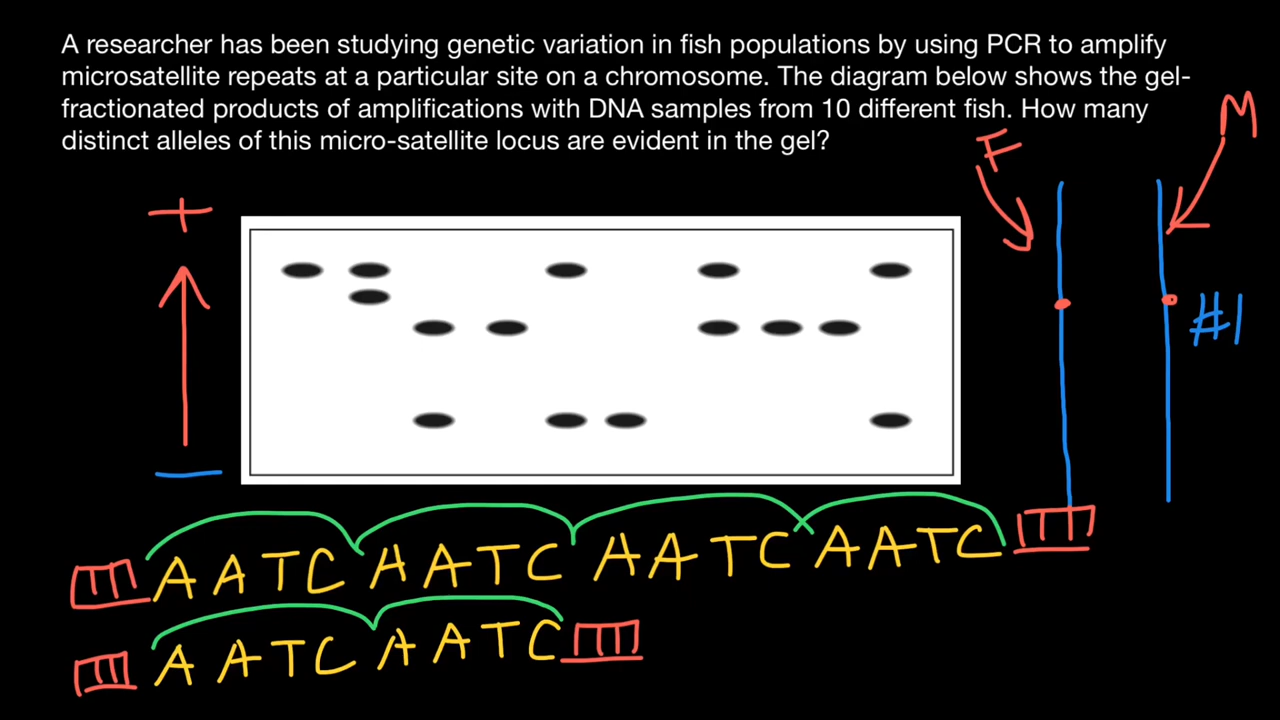 A researcher has been studying genetic variation in fish populations by using PCR to amplify
microsatellite repeats at a particular site on a chromosome. The diagram below shows the gel-
fractionated products of amplifications with DNA samples from 10 different fish. How many
distinct alleles of this micro-satellite locus are evident in the gel?
M
F
+
#1
−
AATCAATCAATCAATC
AATCAATC